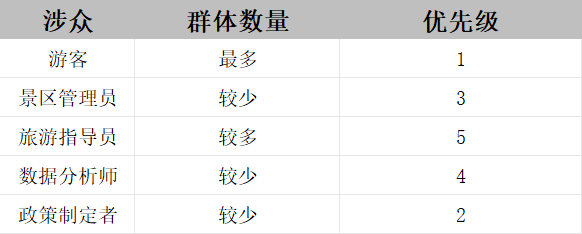 涉众 群体数量 优先级
游客 最多 1
景区管理员 较少 3
旅游指导员 较多 5
数据分析师 较少 4
政策制定者 较少 2